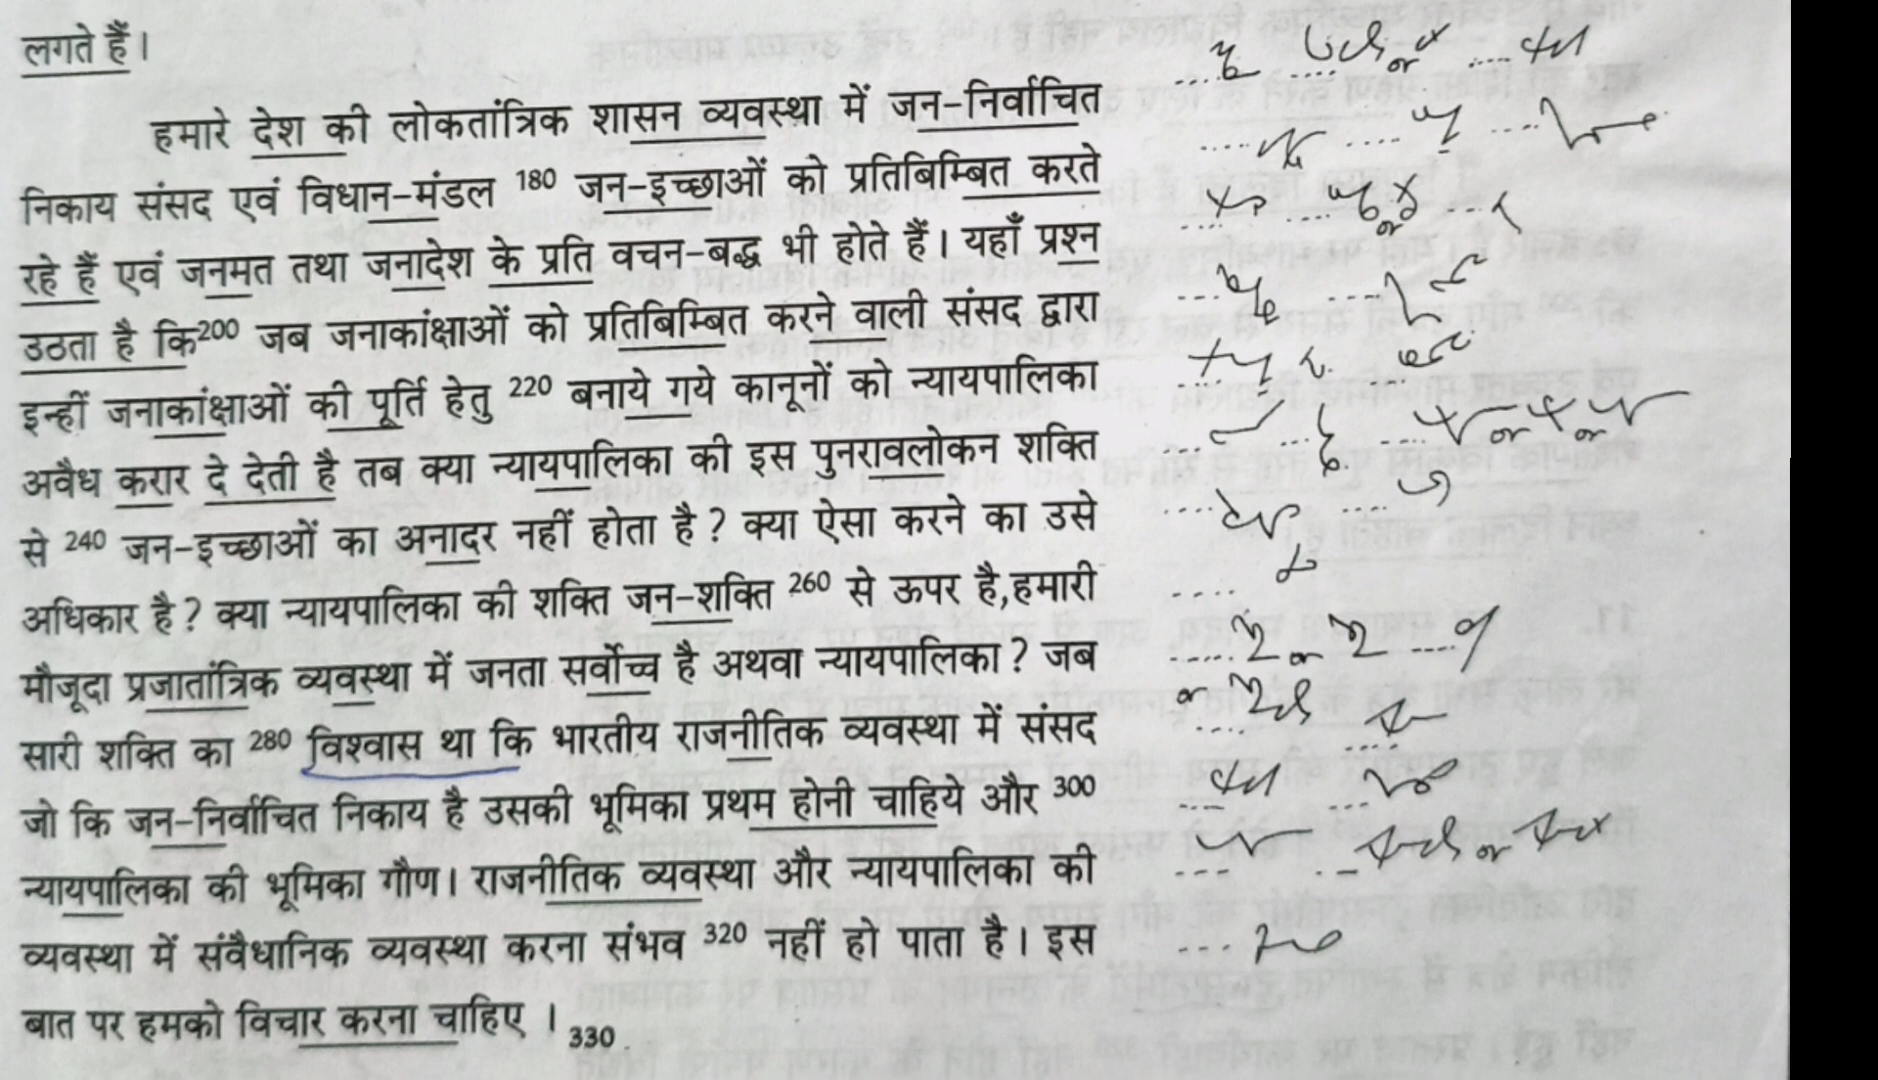 लगते हैं।
हमारे देश की लोकतांत्रिक शासन व्यवस्था में जन-निर्वाचित
निकाय संसद एवं विधान-मंडल 180 जन-इच्छाओं को प्रतिबिम्बित करते
रहे हैं एवं जनमत तथा जनादेश के प्रति वचन-बद्ध भी होते हैं। यहाँ प्रश्न
उठता है कि 200 जब जनाकांक्षाओं को प्रतिबिम्बित करने वाली संसद द्वारा
इन्हीं जनाकांक्षाओं की पूर्ति हेतु 220 बनाये गये कानूनों को न्यायपालिका
अवैध करार दे देती है तब क्या न्यायपालिका की इस पुनरावलोकन शक्ति
से 240 जन-इच्छाओं का अनादर नहीं होता है? क्या ऐसा करने का उसे
अधिकार है? क्या न्यायपालिका की शक्ति जन-शक्ति 260 से ऊपर है, हमारी
मौजूदा प्रजातांत्रिक व्यवस्था में जनता सर्वोच्च है अथवा न्यायपालिका? जब
सारी शक्ति का 280 विश्वास था कि भारतीय राजनीतिक व्यवस्था में संसद
जो कि जन-निर्वाचित निकाय है उसकी भूमिका प्रथम होनी चाहिये और 300
न्यायपालिका की भूमिका गौण। राजनीतिक व्यवस्था और न्यायपालिका की
व्यवस्था में संवैधानिक व्यवस्था करना संभव 320 नहीं हो पाता है। इस
बात पर हमको विचार करना चाहिए । 330